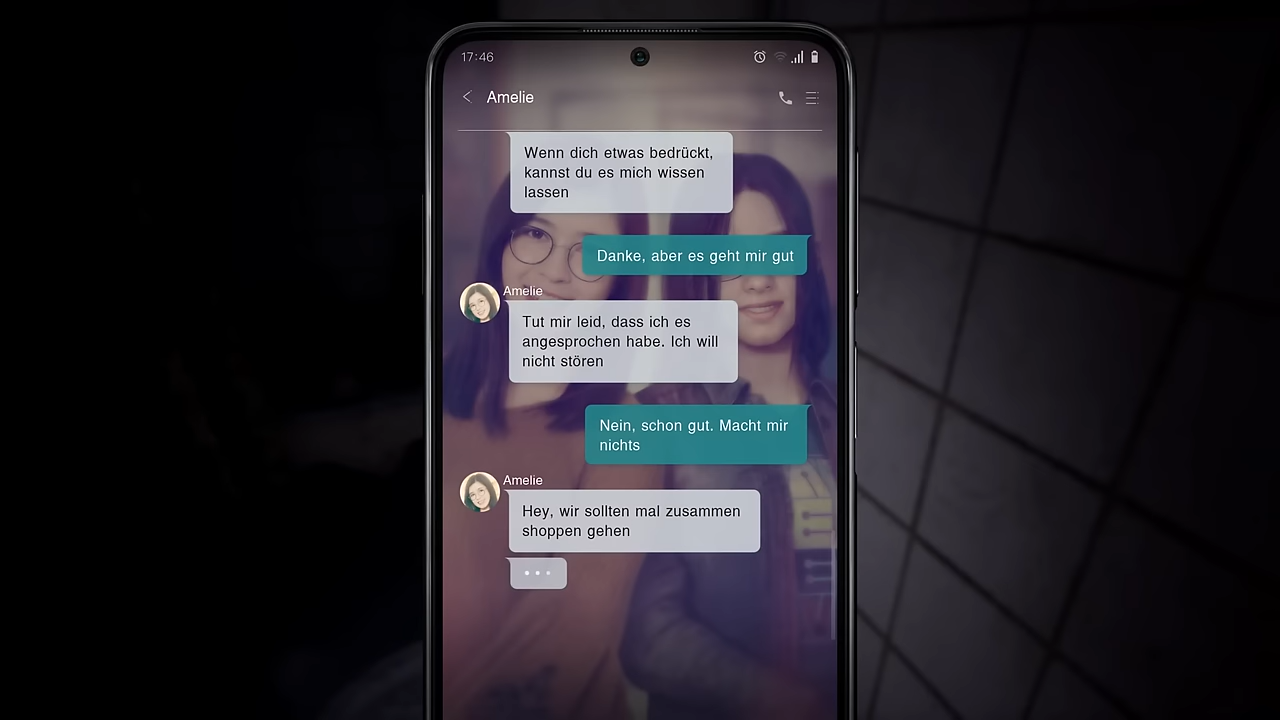 17:46
Amelie
Wenn dich etwas bedrückt,
kannst du es mich wissen
lassen
Danke, aber es geht mir gut
Amelie
Tut mir leid, dass ich es
angesprochen habe. Ich will
nicht stören
Nein, schon gut. Macht mir
nichts
Amelie
Hey, wir sollten mal zusammen
shoppen gehen